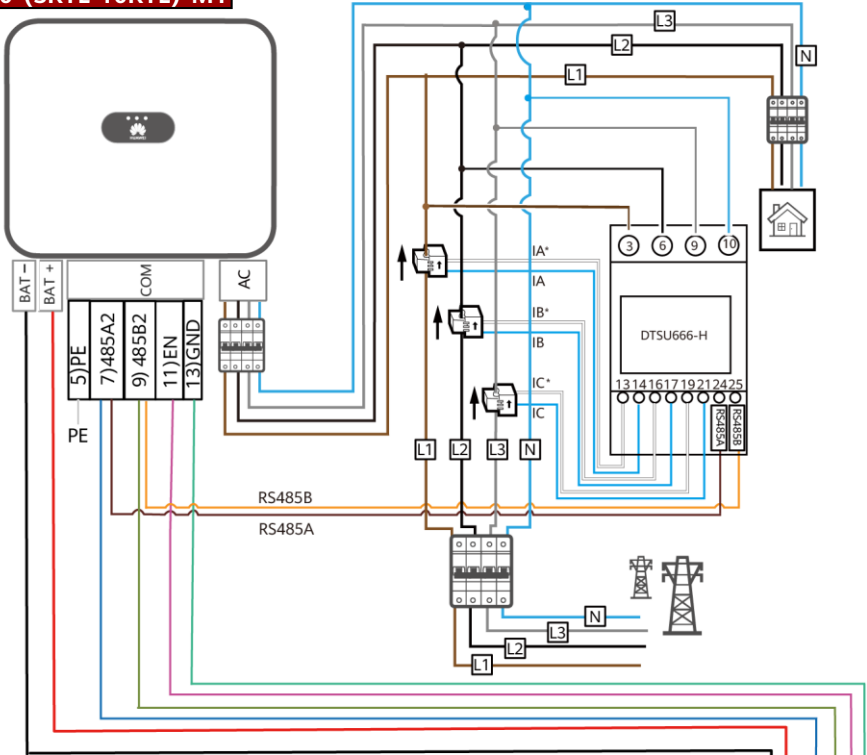 L3
L2
N
L1
HUAWEI
BAT −
BAT +
COM
AC
3
6
9
10
IA*
IA
IB*
IB
IC*
IC
DTSU666-H
13 14 16 17 19 21 24 25
RS485A
RS485B
5)PE
7)485A2
9) 485B2
11)EN
13)GND
PE
L1
L2
L3
N
RS485B
RS485A
N
L3
L2
L1